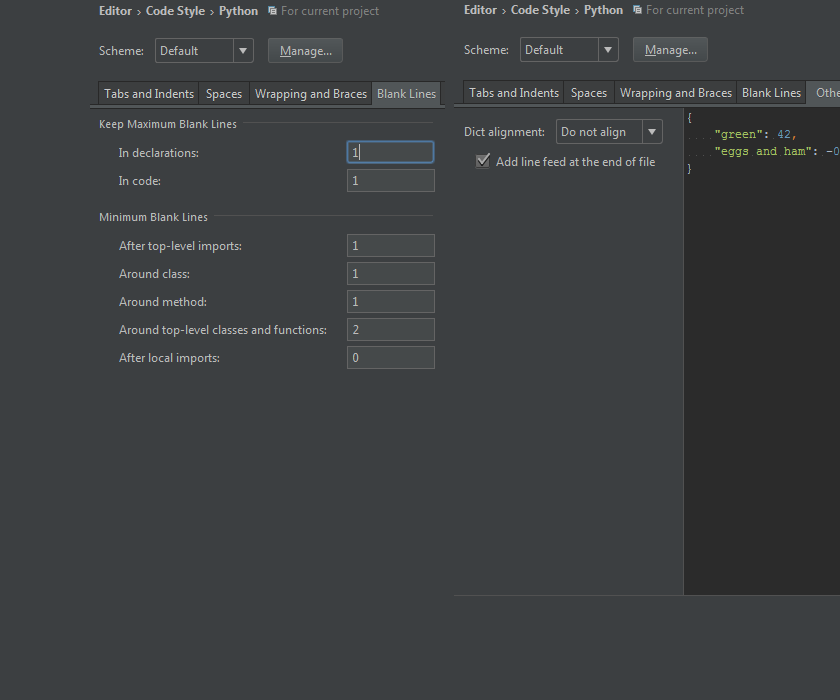 Editor › Code Style › Python For current project
Scheme: Default Manage...
Tabs and Indents Spaces Wrapping and Braces Blank Lines
Keep Maximum Blank Lines
In declarations: 1
In code: 1
Minimum Blank Lines
After top-level imports: 1
Around class: 1
Around method: 1
Around top-level classes and functions: 2
After local imports: 0
Editor › Code Style › Python For current project
Scheme: Default Manage...
Tabs and Indents Spaces Wrapping and Braces Blank Lines Othe
Dict alignment: Do not align
Add line feed at the end of file
{
"green": 42,
"eggs and ham": -0
}